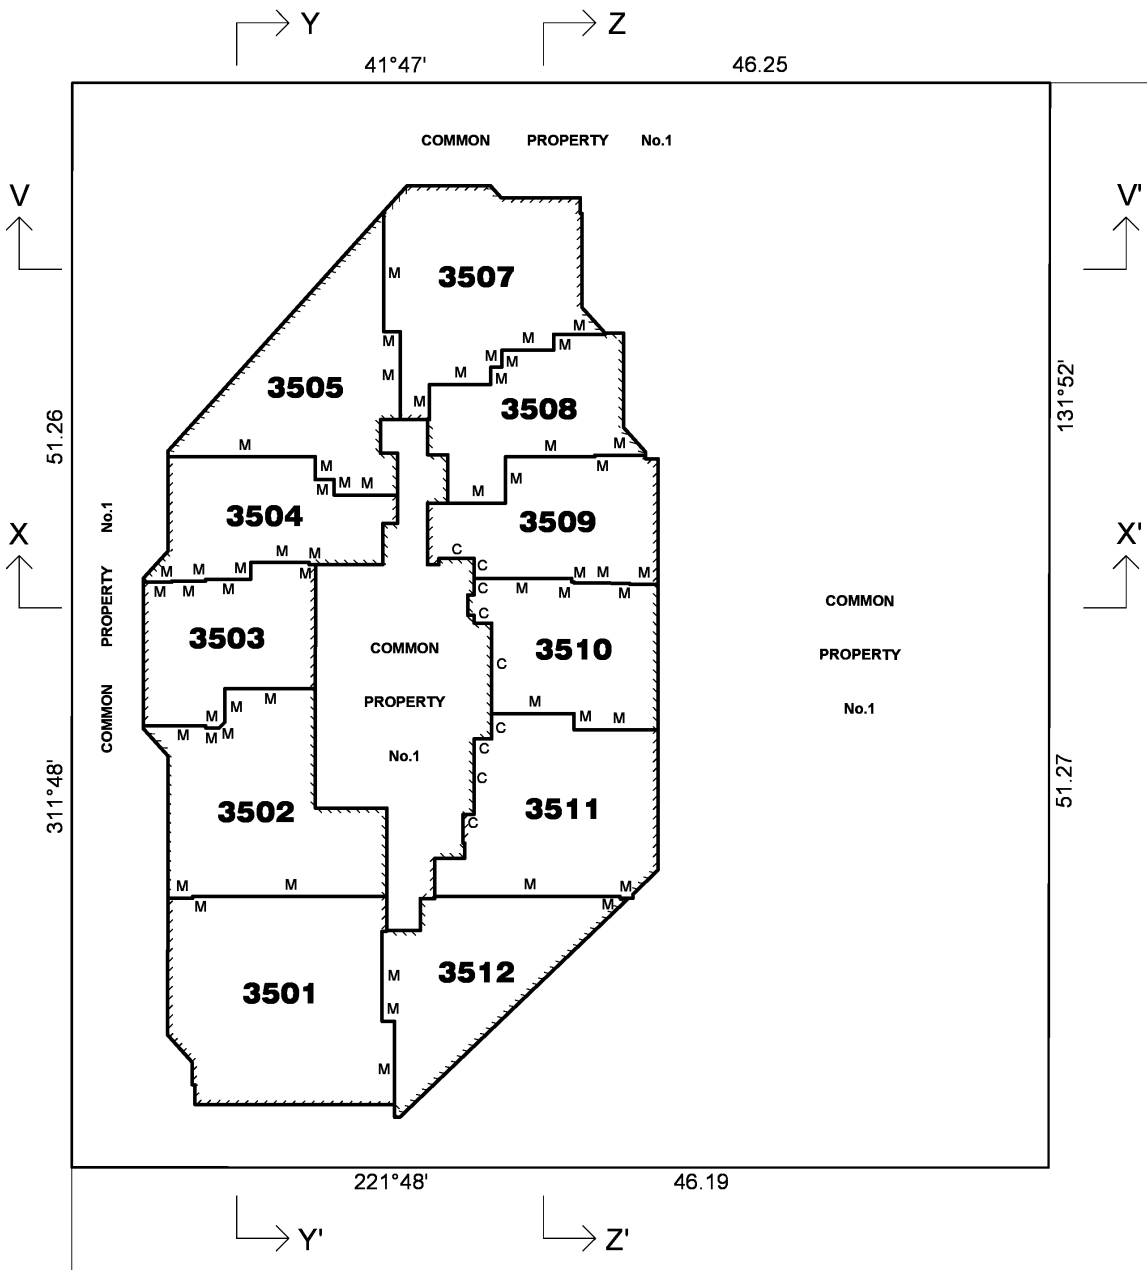 Y
Z
41°47'
46.25
COMMON PROPERTY No.1
V
V'
M
3507
M
M
M
M
M
M
M
131°52'
M
M
M
3505
3508
M
51.26
M
M
M
M
M
M
M
M
M
M
3504
3509
COMMON PROPERTY No.1
X
X'
C
M
M
C
M
M
M
M
M
M
M
M
C
M
M
M
M
M
M
COMMON
C
3503
COMMON
3510
PROPERTY
C
PROPERTY
No.1
M
M
M
M
M
M
No.1
C
M
M
M
C
C
51.27
311°48'
3502
3511
C
M
M
M
M
M
M
3512
M
3501
M
M
221°48'
46.19
Y'
Z'